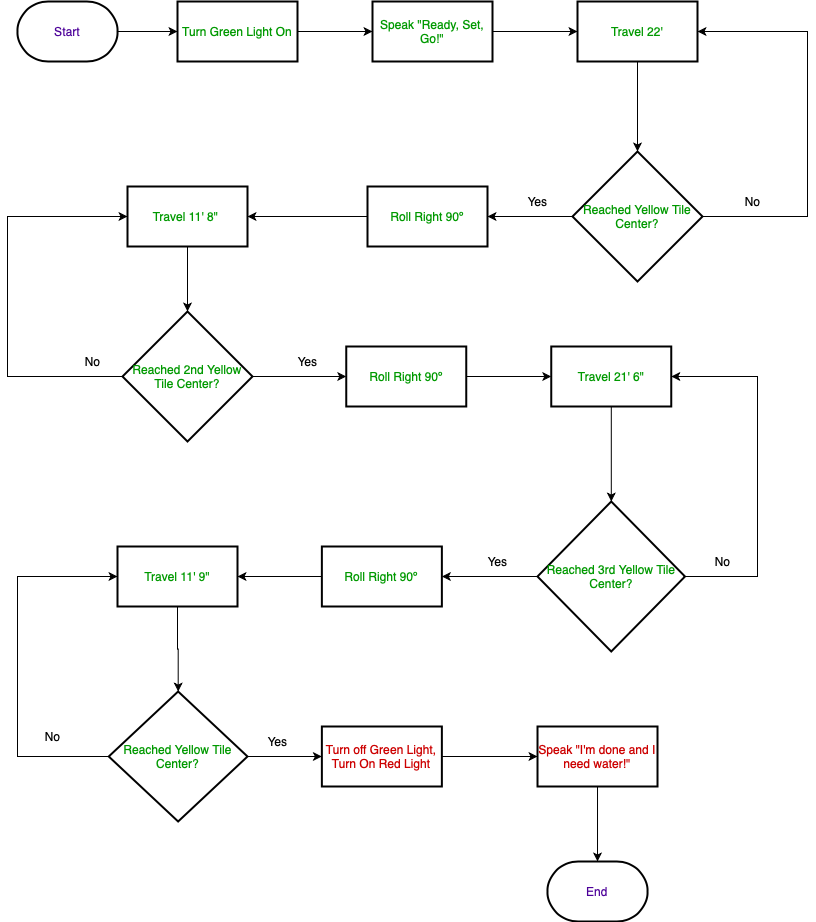 Start
Turn Green Light On
Speak "Ready, Set,
Go!"
Travel 22'
Reached Yellow Tile
Center?
No
Yes
Roll Right 90º
Travel 11' 8"
Reached 2nd Yellow
Tile Center?
No
Yes
Roll Right 90º
Travel 21' 6"
Reached 3rd Yellow Tile
Center?
No
Yes
Roll Right 90º
Travel 11' 9"
Reached Yellow Tile
Center?
No
Yes
Turn off Green Light,
Turn On Red Light
Speak "I'm done and I
need water!"
End